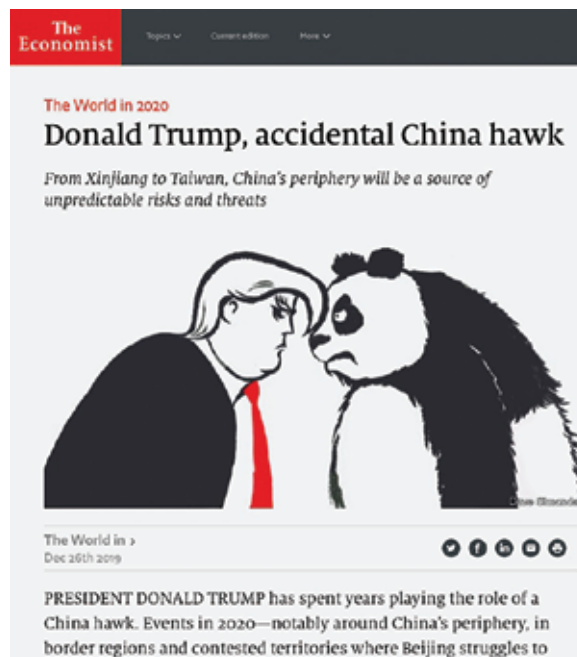 The
Economist
Topics
Current edition
More
The World in 2020
Donald Trump, accidental China hawk
From Xinjiang to Taiwan, China's periphery will be a source of
unpredictable risks and threats
The World in ›
Dec 26th 2019
PRESIDENT DONALD TRUMP has spent years playing the role of a
China hawk. Events in 2020—notably around China's periphery, in
border regions and contested territories where Beijing struggles to